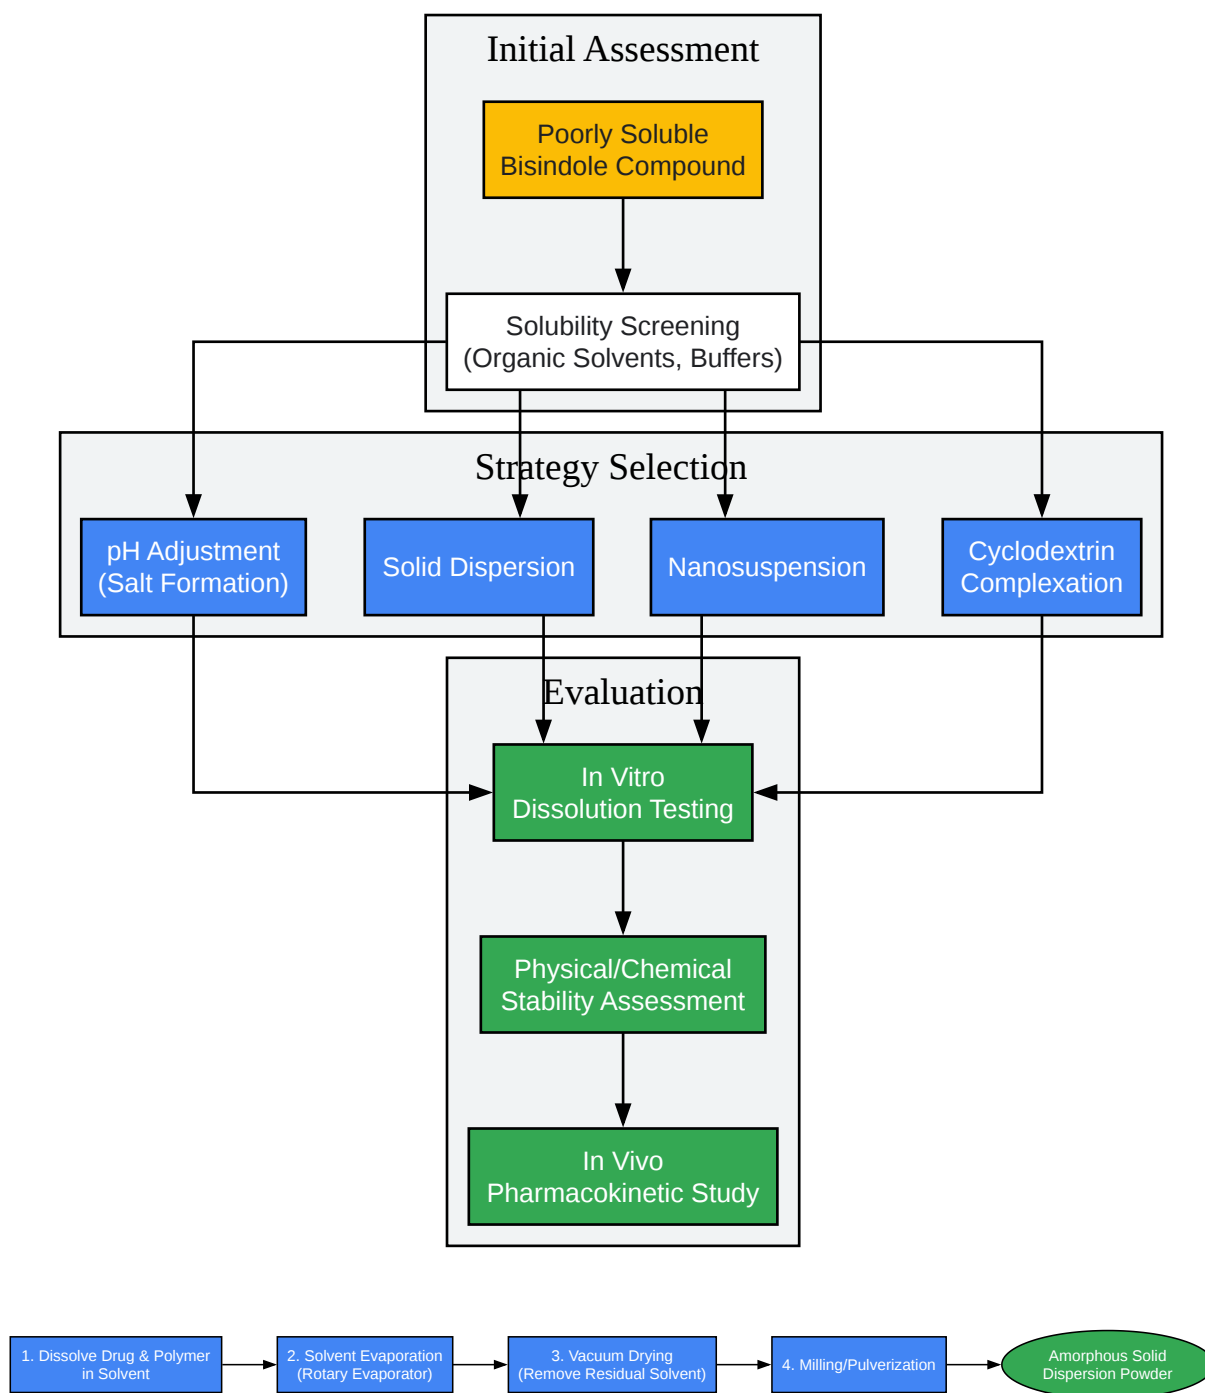 Initial Assessment
Poorly Soluble
Bisindole Compound
Solubility Screening
(Organic Solvents, Buffers)
Strategy Selection
pH Adjustment
(Salt Formation)
Solid Dispersion
Nanosuspension
Cyclodextrin
Complexation
Evaluation
In Vitro
Dissolution Testing
Physical/Chemical
Stability Assessment
In Vivo
Pharmacokinetic Study
1. Dissolve Drug & Polymer
in Solvent
2. Solvent Evaporation
(Rotary Evaporator)
3. Vacuum Drying
(Remove Residual Solvent)
4. Milling/Pulverization
Amorphous Solid
Dispersion Powder